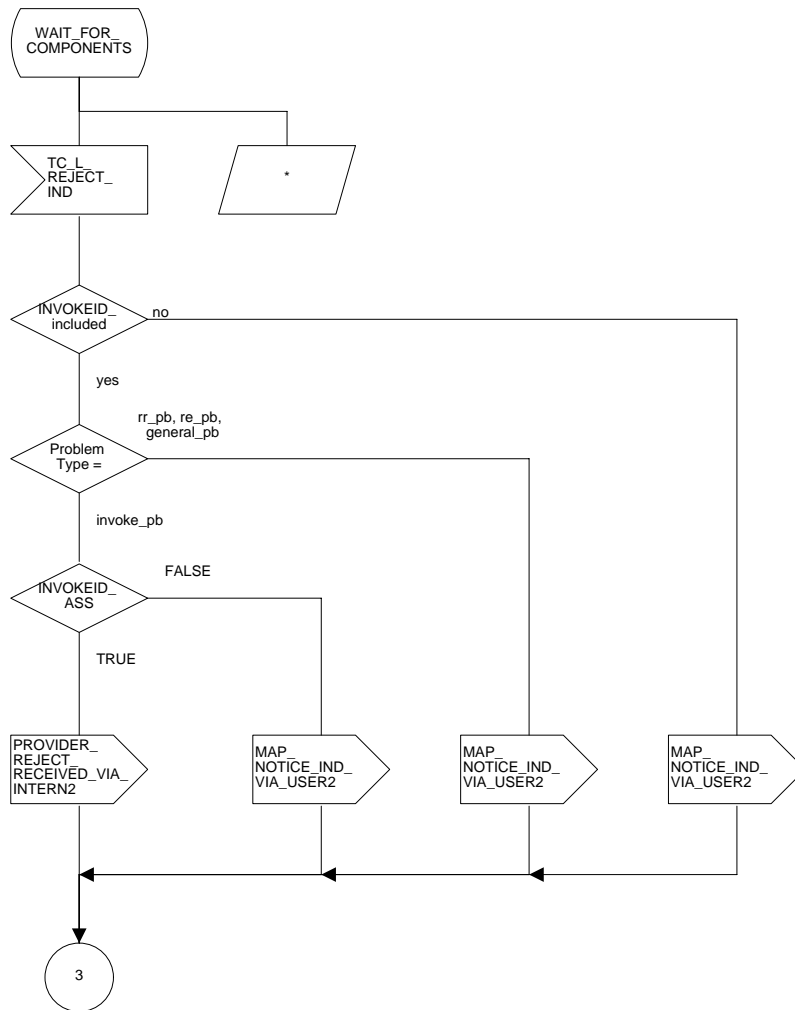 WAIT_FOR_
COMPONENTS
TC_L_
REJECT_
IND
*
INVOKEID_
included
no
yes
rr_pb, re_pb,
general_pb
Problem
Type =
invoke_pb
FALSE
INVOKEID_
ASS
TRUE
PROVIDER_
REJECT_
RECEIVED_VIA_
INTERN2
MAP_
NOTICE_IND_
VIA_USER2
MAP_
NOTICE_IND_
VIA_USER2
MAP_
NOTICE_IND_
VIA_USER2
3